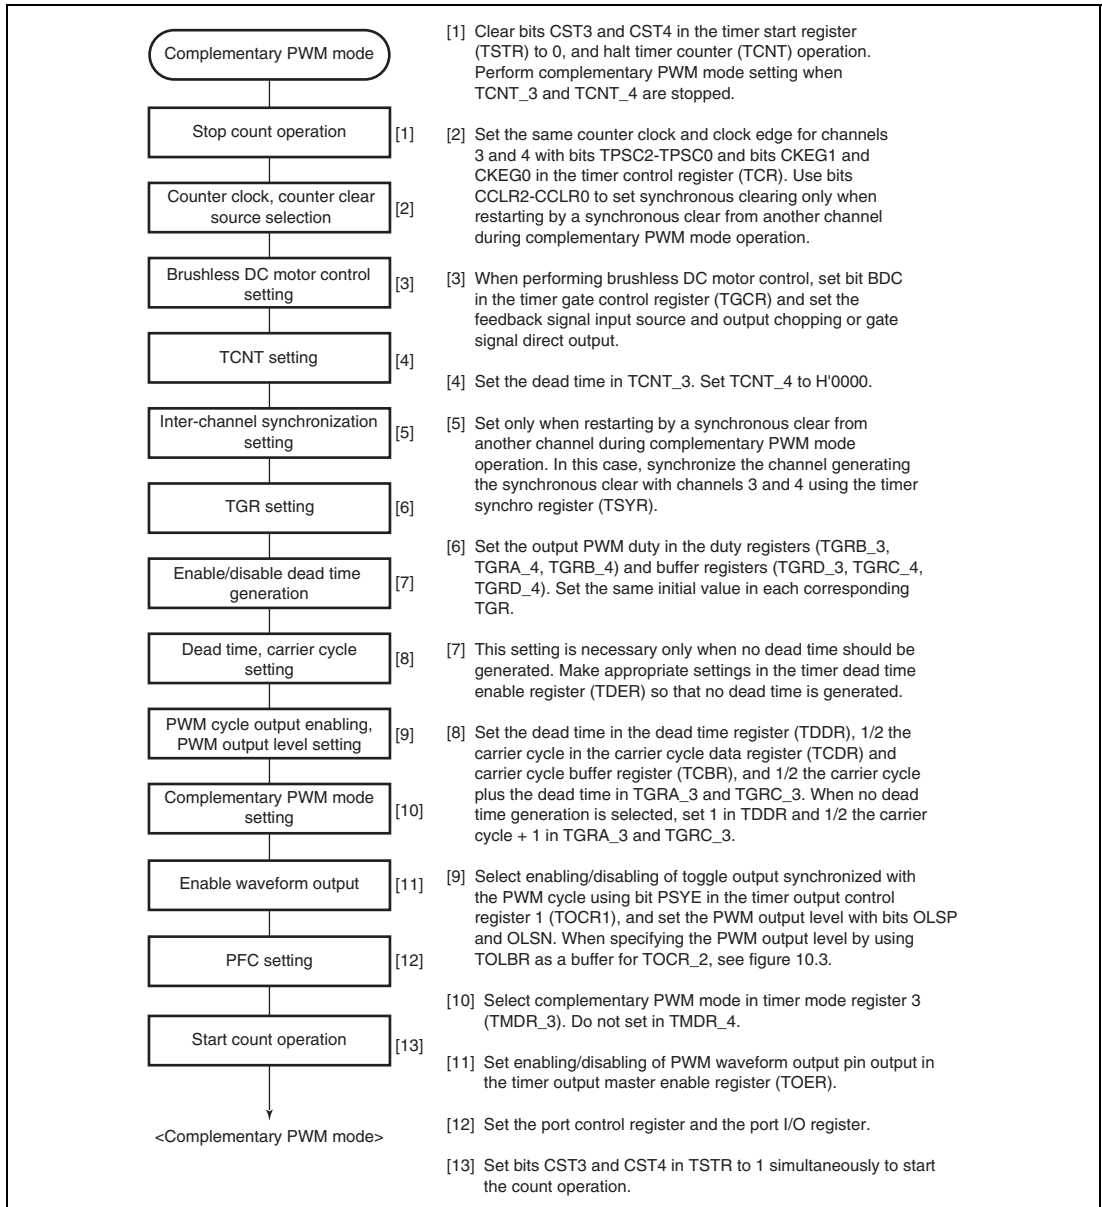 Complementary PWM mode
Stop count operation [1]
Counter clock, counter clear
source selection [2]
Brushless DC motor control
setting [3]
TCNT setting [4]
Inter-channel synchronization
setting [5]
TGR setting [6]
Enable/disable dead time
generation [7]
Dead time, carrier cycle
setting [8]
PWM cycle output enabling,
PWM output level setting [9]
Complementary PWM mode
setting [10]
Enable waveform output [11]
PFC setting [12]
Start count operation [13]
<Complementary PWM mode>
[1] Clear bits CST3 and CST4 in the timer start register
(TSTR) to 0, and halt timer counter (TCNT) operation.
Perform complementary PWM mode setting when
TCNT_3 and TCNT_4 are stopped.
[2] Set the same counter clock and clock edge for channels
3 and 4 with bits TPSC2-TPSC0 and bits CKEG1 and
CKEG0 in the timer control register (TCR). Use bits
CCLR2-CCLR0 to set synchronous clearing only when
restarting by a synchronous clear from another channel
during complementary PWM mode operation.
[3] When performing brushless DC motor control, set bit BDC
in the timer gate control register (TGCR) and set the
feedback signal input source and output chopping or gate
signal direct output.
[4] Set the dead time in TCNT_3. Set TCNT_4 to H'0000.
[5] Set only when restarting by a synchronous clear from
another channel during complementary PWM mode
operation. In this case, synchronize the channel generating
the synchronous clear with channels 3 and 4 using the timer
synchro register (TSYR).
[6] Set the output PWM duty in the duty registers (TGRB_3,
TGRA_4, TGRB_4) and buffer registers (TGRD_3, TGRC_4,
TGRD_4). Set the same initial value in each corresponding
TGR.
[7] This setting is necessary only when no dead time should be
generated. Make appropriate settings in the timer dead time
enable register (TDER) so that no dead time is generated.
[8] Set the dead time in the dead time register (TDDR), 1/2 the
carrier cycle in the carrier cycle data register (TCDR) and
carrier cycle buffer register (TCBR), and 1/2 the carrier cycle
plus the dead time in TGRA_3 and TGRC_3. When no dead
time generation is selected, set 1 in TDDR and 1/2 the carrier
cycle + 1 in TGRA_3 and TGRC_3.
[9] Select enabling/disabling of toggle output synchronized with
the PWM cycle using bit PSYE in the timer output control
register 1 (TOCR1), and set the PWM output level with bits OLSP
and OLSN. When specifying the PWM output level by using
TOLBR as a buffer for TOCR_2, see figure 10.3.
[10] Select complementary PWM mode in timer mode register 3
(TMDR_3). Do not set in TMDR_4.
[11] Set enabling/disabling of PWM waveform output pin output in
the timer output master enable register (TOER).
[12] Set the port control register and the port I/O register.
[13] Set bits CST3 and CST4 in TSTR to 1 simultaneously to start
the count operation.